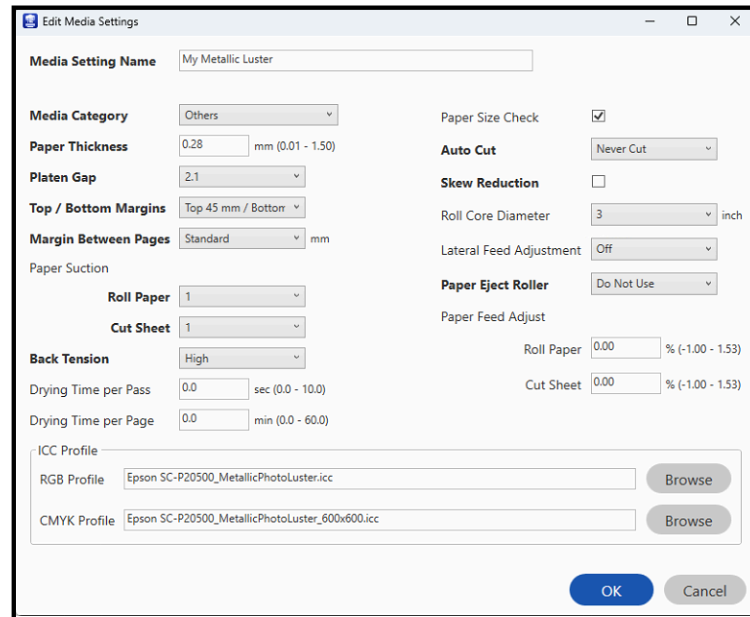 Edit Media Settings
Media Setting Name My Metallic Luster
Media Category Others
Paper Thickness 0.28 mm (0.01 - 1.50)
Platen Gap 2.1
Top / Bottom Margins Top 45 mm / Bottom
Margin Between Pages Standard mm
Paper Suction
Roll Paper 1
Cut Sheet 1
Back Tension High
Drying Time per Pass 0.0 sec (0.0 - 10.0)
Drying Time per Page 0.0 min (0.0 - 60.0)
Paper Size Check
Auto Cut Never Cut
Skew Reduction
Roll Core Diameter 3 inch
Lateral Feed Adjustment Off
Paper Eject Roller Do Not Use
Paper Feed Adjust
Roll Paper 0.00 % (-1.00 - 1.53)
Cut Sheet 0.00 % (-1.00 - 1.53)
ICC Profile
RGB Profile Epson SC-P20500_MetallicPhotoLuster.icc Browse
CMYK Profile Epson SC-P20500_MetallicPhotoLuster_600x600.icc Browse
OK Cancel